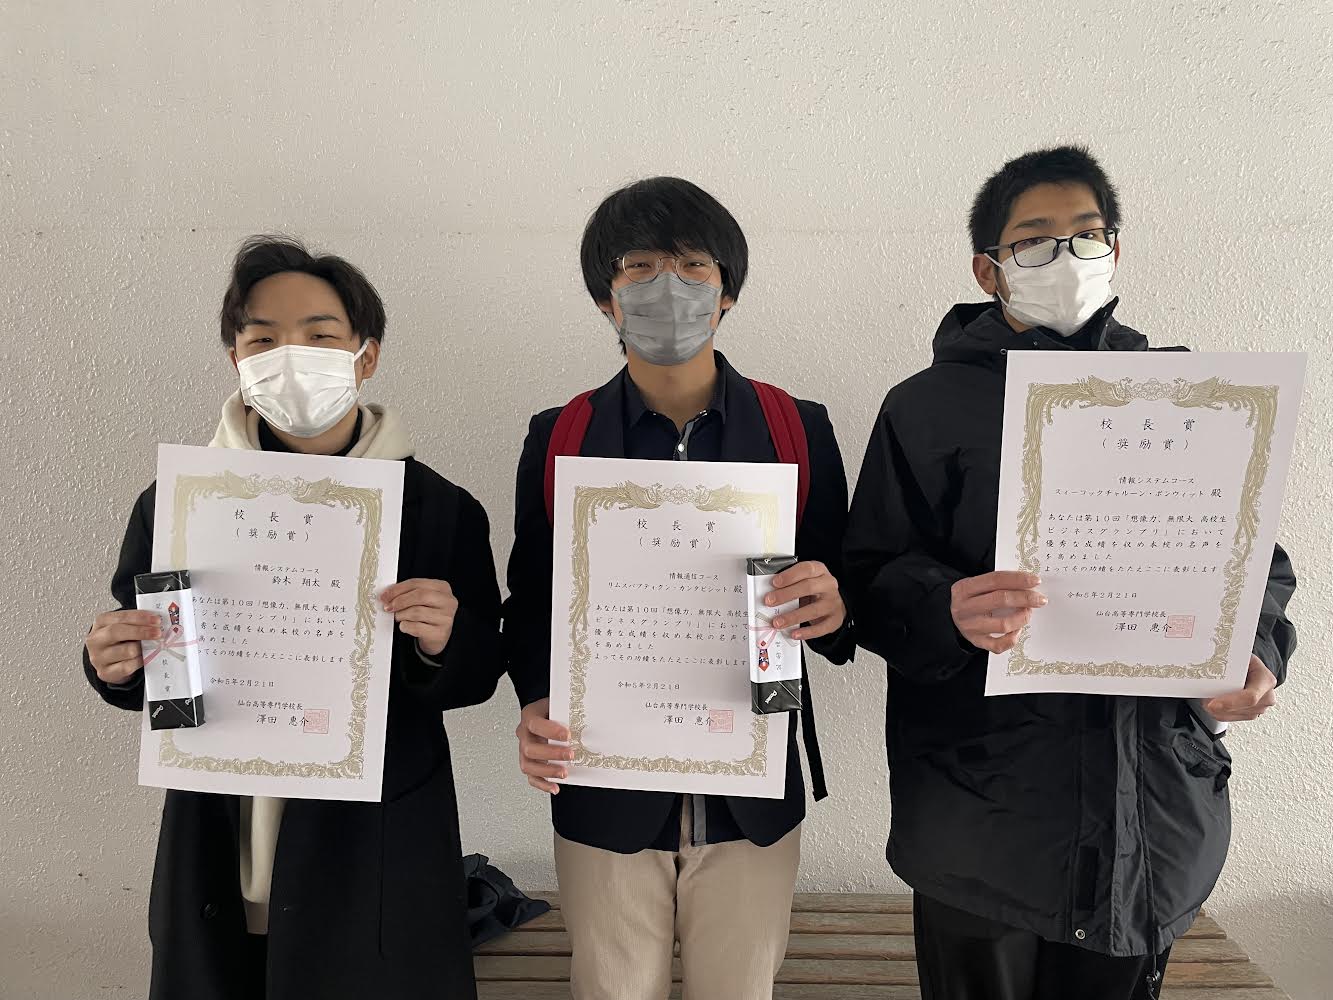 校長賞
(奨励賞)
情報システムコース
鈴木 翔太 殿
あなたは第10回「想像力、無限大 高校生
ビジネスグランプリ」において
優秀な成績を収め本校の名声を
高めました
よってその功績をたたえここに表彰します
令和5年2月21日
仙台高等専門学校長
澤田 惠介
校長賞
校長賞
(奨励賞)
情報通信コース
リムスパフティクン・カンタピシット 殿
あなたは第10回「想像力、無限大 高校生
ビジネスグランプリ」において
優秀な成績を収め本校の名声を
を高めました
よってその功績をたたえここに表彰します
令和5年2月21日
仙台高等専門学校長
澤田 惠介
校長賞
(奨励賞)
情報システムコース
スィーコックチャルーン・ポンウィット 殿
あなたは第10回「想像力、無限大 高校生
ビジネスグランプリ」において
優秀な成績を収め本校の名声を
を高めました
よってその功績をたたえここに表彰します
令和5年2月21日
仙台高等専門学校長
澤田 惠介